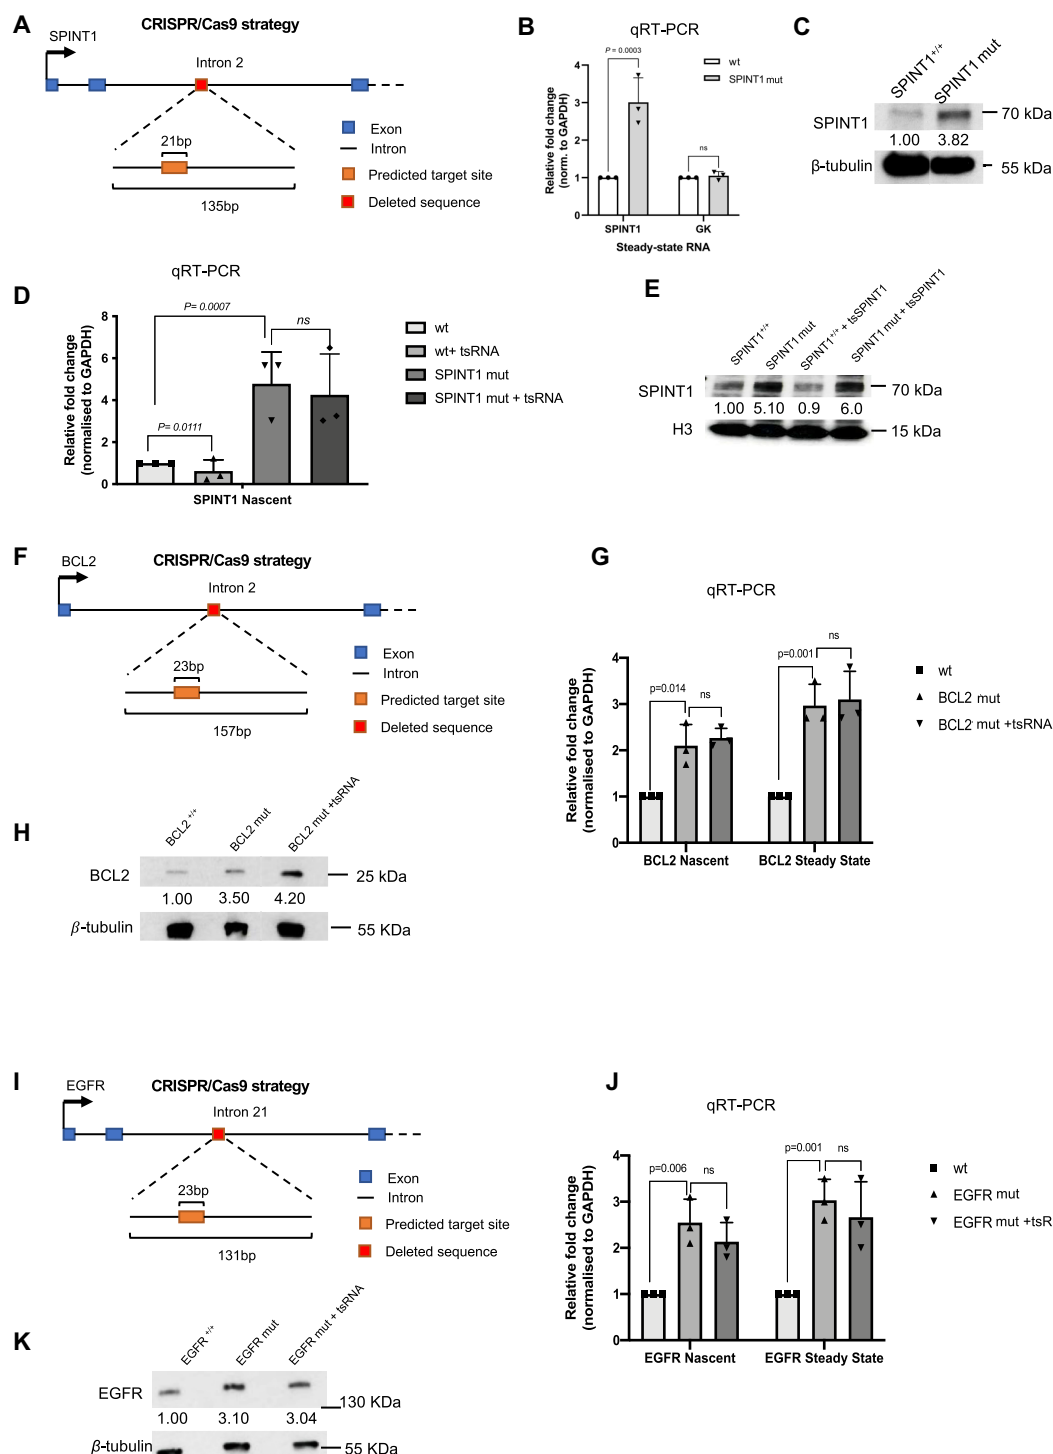 A
CRISPR/Cas9 strategy
SPINT1
Intron 2
21bp
135bp
Exon
Intron
Predicted target site
Deleted sequence
B
qRT-PCR
Relative fold change
(norm. to GAPDH)
4
3
2
1
0
P = 0.0003
ns
wt
SPINT1 mut
SPINT1
GK
Steady-state RNA
C
SPINT1+/+
SPINT1 mut
SPINT1
70 kDa
1.00
3.82
β-tubulin
55 kDa
D
qRT-PCR
Relative fold change
(normalised to GAPDH)
8
6
4
2
0
P= 0.0007
ns
P= 0.0111
wt
wt+ tsRNA
SPINT1 mut
SPINT1 mut + tsRNA
SPINT1 Nascent
E
SPINT1+/+
SPINT1 mut
SPINT1+/+ + tsSPINT1
SPINT1 mut + tsSPINT1
SPINT1
70 kDa
1.00
5.10
0.9
6.0
H3
15 kDa
F
CRISPR/Cas9 strategy
BCL2
Intron 2
23bp
157bp
Exon
Intron
Predicted target site
Deleted sequence
G
qRT-PCR
Relative fold change
(normalised to GAPDH)
4
3
2
1
0
p=0.014
ns
p=0.001
ns
wt
BCL2 mut
BCL2 mut +tsRNA
BCL2 Nascent
BCL2 Steady State
H
BCL2 +/+
BCL2 mut
BCL2 mut +tsRNA
BCL2
25 kDa
1.00
3.50
4.20
β-tubulin
55 KDa
I
CRISPR/Cas9 strategy
EGFR
Intron 21
23bp
131bp
Exon
Intron
Predicted target site
Deleted sequence
J
qRT-PCR
Relative fold change
(normalised to GAPDH)
4
3
2
1
0
p=0.006
ns
p=0.001
ns
wt
EGFR mut
EGFR mut +tsR
EGFR Nascent
EGFR Steady State
K
EGFR +/+
EGFR mut
EGFR mut + tsRNA
EGFR
130 KDa
1.00
3.10
3.04
β-tubulin
55 KDa